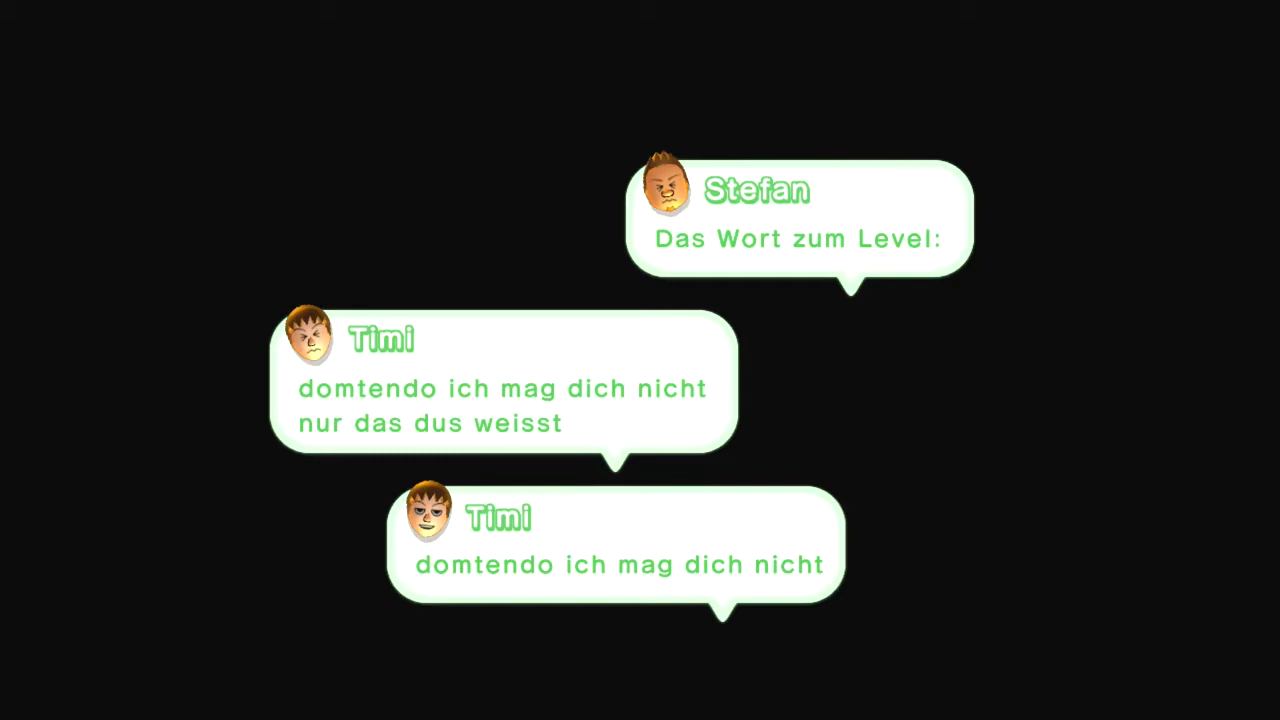 Stefan
Das Wort zum Level:
Timi
domtendo ich mag dich nicht
nur das dus weisst
Timi
domtendo ich mag dich nicht